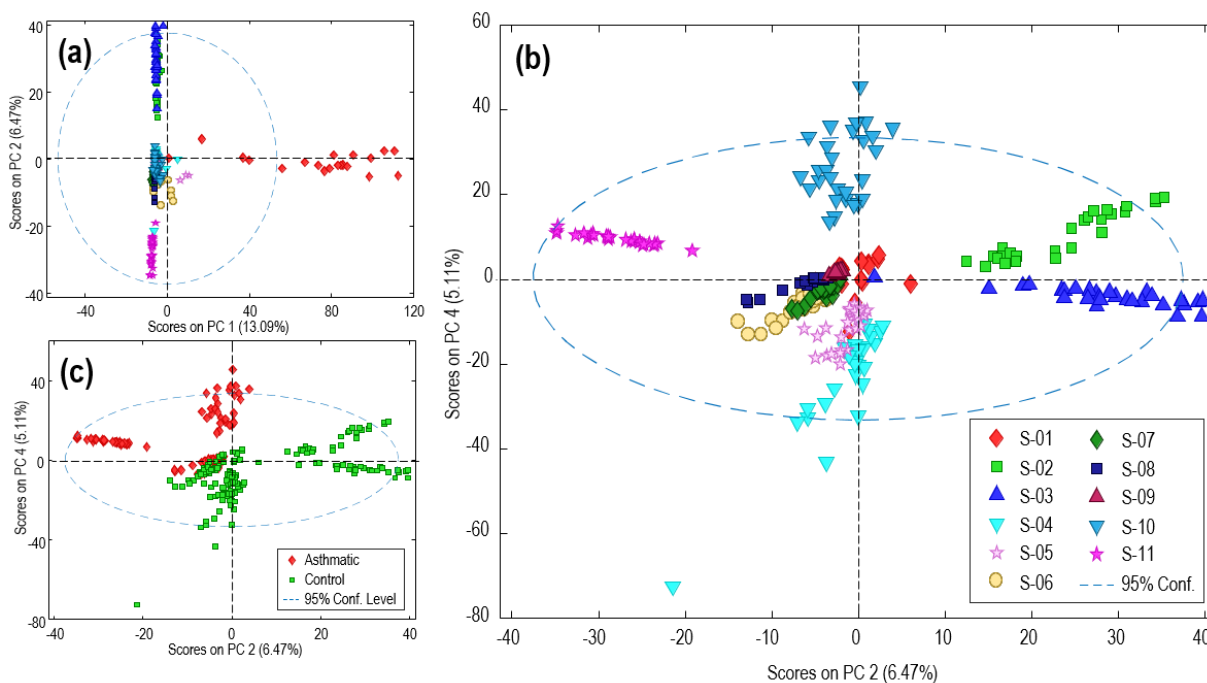 (a)
40
20
0
-20
-40
Scores on PC 2 (6.47%)
-40 0 40 80 120
Scores on PC 1 (13.09%)
(c)
40
0
-40
-80
Scores on PC 4 (5.11%)
Asthmatic
Control
95% Conf. Level
-40 -20 0 20 40
Scores on PC 2 (6.47%)
(b)
60
40
20
0
-20
-40
-60
-80
Scores on PC 4 (5.11%)
S-01 S-07
S-02 S-08
S-03 S-09
S-04 S-10
S-05 S-11
S-06 95% Conf.
-40 -30 -20 -10 0 10 20 30 40
Scores on PC 2 (6.47%)